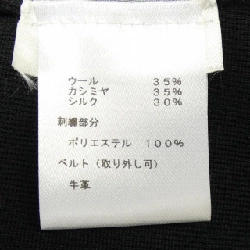 ウール 35%
カシミヤ 35%
シルク 30%
刺繍部分
ポリエステル 100%
ベルト(取り外し可)
牛革